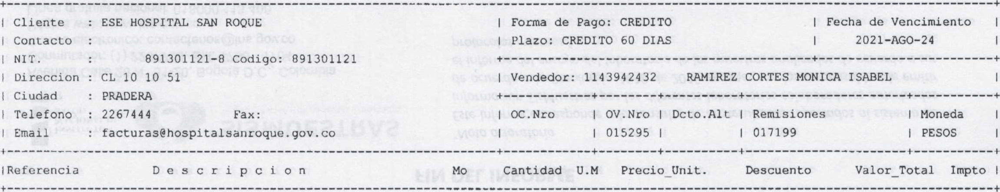 Cliente : ESE HOSPITAL SAN ROQUE | Forma de Pago: CREDITO | Fecha de Vencimiento
Contacto : | Plazo: CREDITO 60 DIAS | 2021-AGO-24
NIT. : 891301121-8 Codigo: 891301121
Direccion : CL 10 10 51 | Vendedor: 1143942432 RAMIREZ CORTES MONICA ISABEL
Ciudad : PRADERA
Telefono : 2267444 Fax: | OC.Nro | OV.Nro | Dcto.Alt | Remisiones | Moneda
Email : facturas@hospitalsanroque.gov.co | | 015295 | | 017199 | PESOS
Referencia D e s c r i p c i o n Mo Cantidad U.M Precio_Unit. Descuento Valor_Total Impto